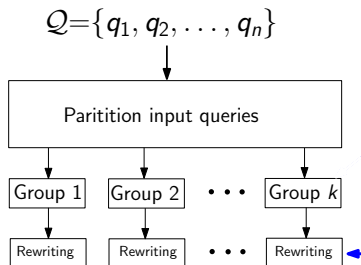 Q={q1, q2, . . . , qn}
Paritition input queries
Group 1 Group 2 • • • Group k
Rewriting Rewriting • • • Rewriting